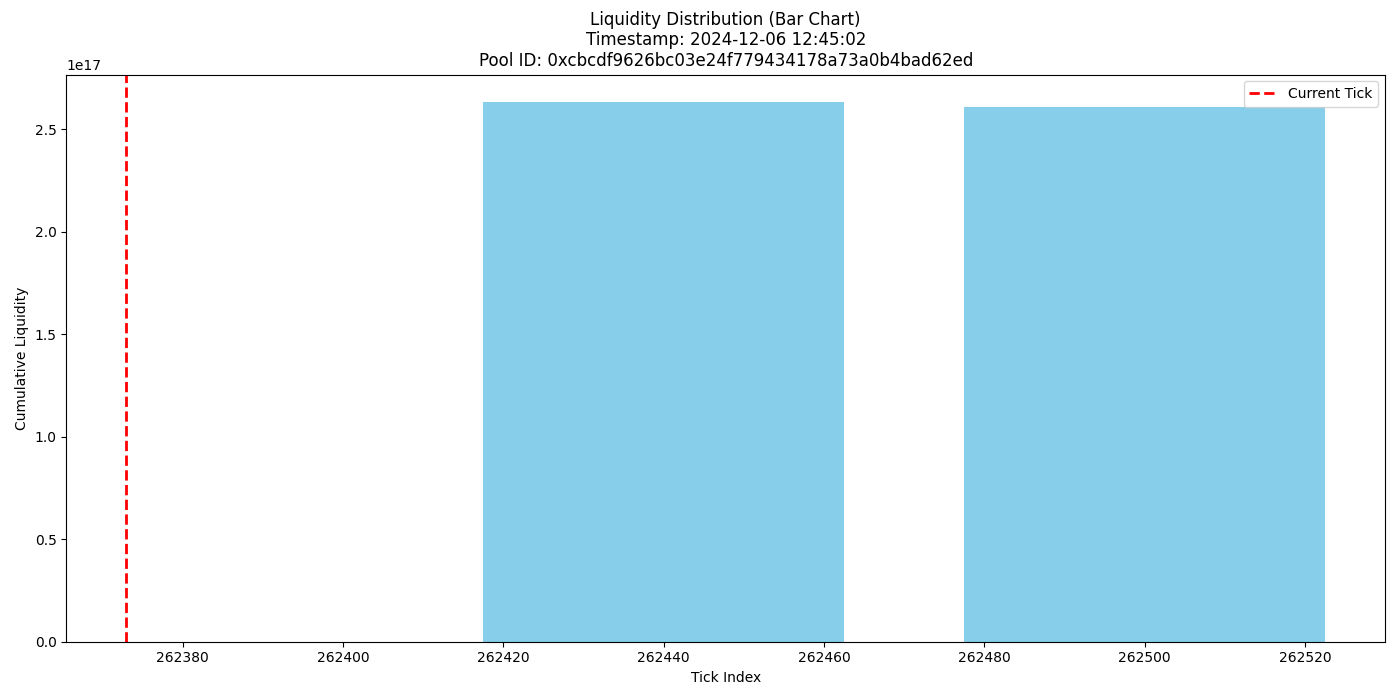 Liquidity Distribution (Bar Chart)
Timestamp: 2024-12-06 12:45:02
Pool ID: 0xcbcdf9626bc03e24f779434178a73a0b4bad62ed
1e17
Current Tick
2.5
2.0
1.5
1.0
0.5
0.0
Cumulative Liquidity
262380 262400 262420 262440 262460 262480 262500 262520
Tick Index